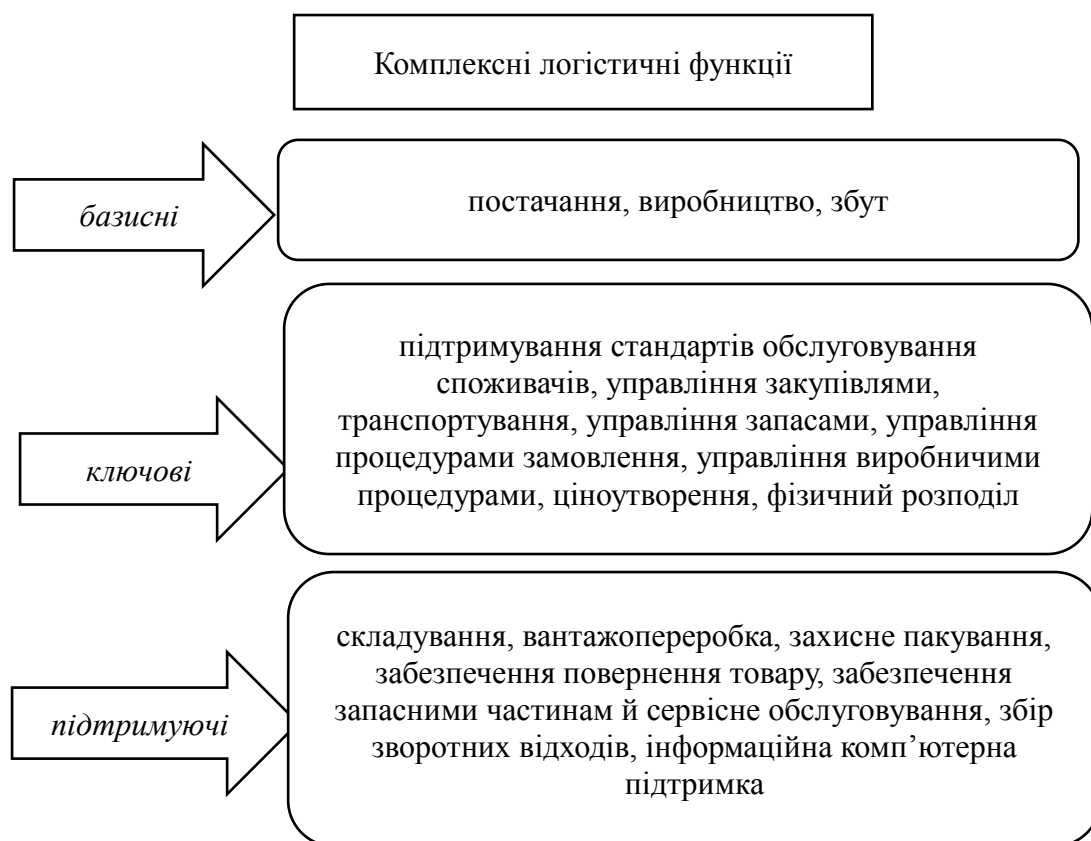 Комплексні логістичні функції
базисні
постачання, виробництво, збут
ключові
підтримування стандартів обслуговування
споживачів, управління закупівлями,
транспортування, управління запасами, управління
процедурами замовлення, управління виробничими
процедурами, ціноутворення, фізичний розподіл
підтримуючі
складування, вантажопереробка, захисне пакування,
забезпечення повернення товару, забезпечення
запасними частинам й сервісне обслуговування, збір
зворотних відходів, інформаційна комп’ютерна
підтримка